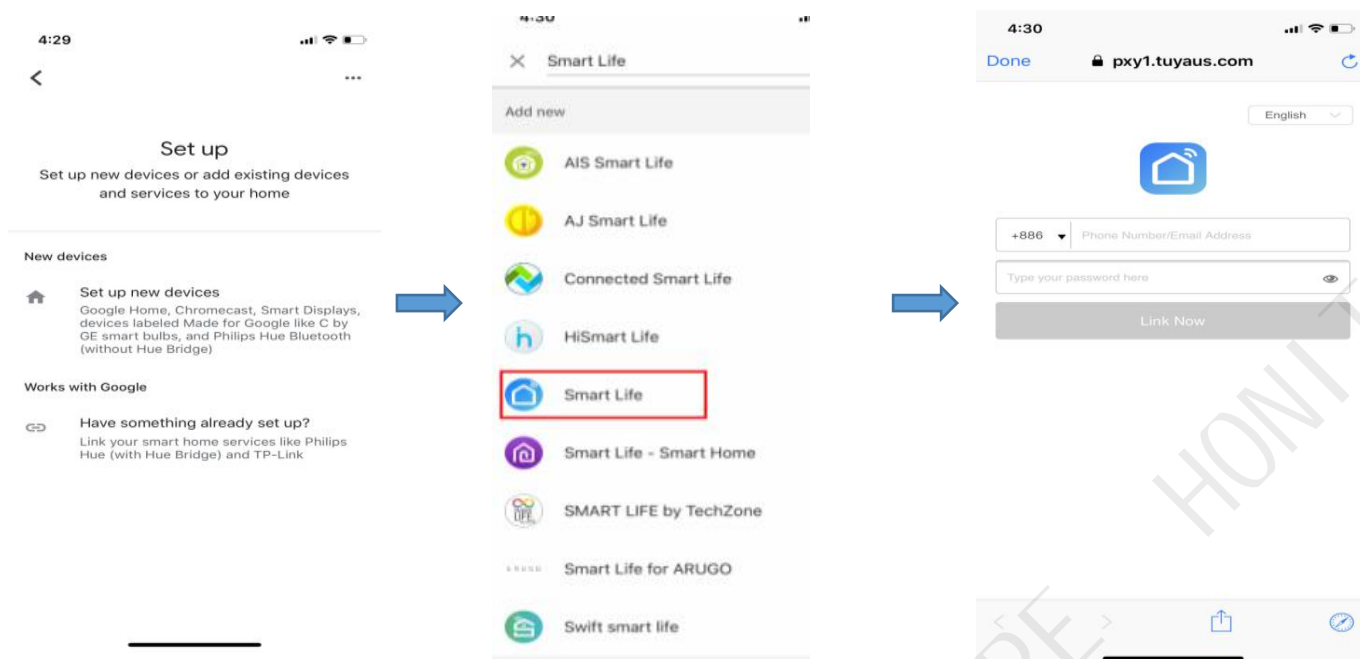 4:29
Set up
Set up new devices or add existing devices
and services to your home
New devices
Set up new devices
Google Home, Chromecast, Smart Displays,
devices labeled Made for Google like C by
GE smart bulbs, and Philips Hue Bluetooth
(without Hue Bridge)
Works with Google
Have something already set up?
Link your smart home services like Philips
Hue (with Hue Bridge) and TP-Link
4:30
Smart Life
Add new
AIS Smart Life
AJ Smart Life
Connected Smart Life
HiSmart Life
Smart Life
Smart Life - Smart Home
LIFE
SMART LIFE by TechZone
Smart Life for ARUGO
Swift smart life
4:30
Done
pxy1.tuyaus.com
English
+886
Phone Number/Email Address
Type your password here
Link Now